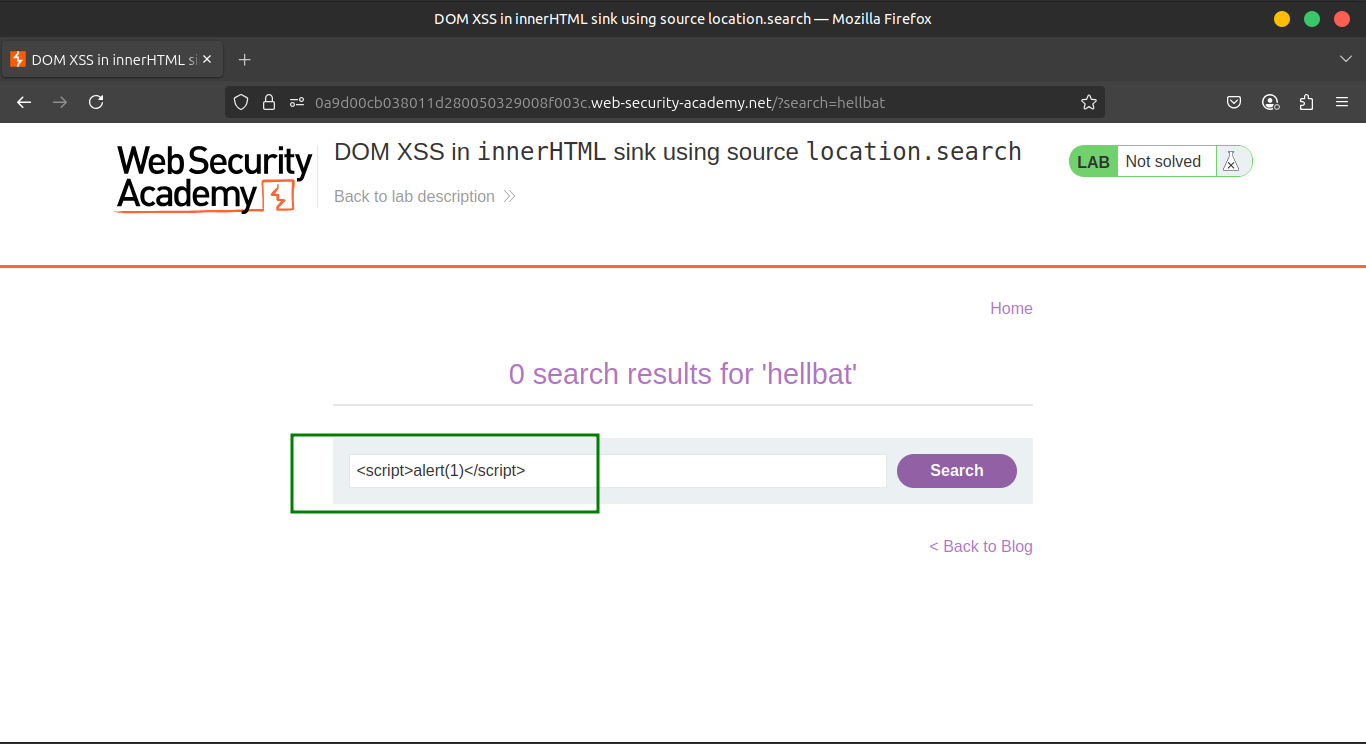 DOM XSS in innerHTML sink using source location.search — Mozilla Firefox
DOM XSS in innerHTML si
0a9d00cb038011d280050329008f003c.web-security-academy.net/?search=hellbat
Web Security
Academy
DOM XSS in innerHTML sink using source location.search
LAB Not solved
Back to lab description
Home
0 search results for 'hellbat'
<script>alert(1)</script>
Search
< Back to Blog